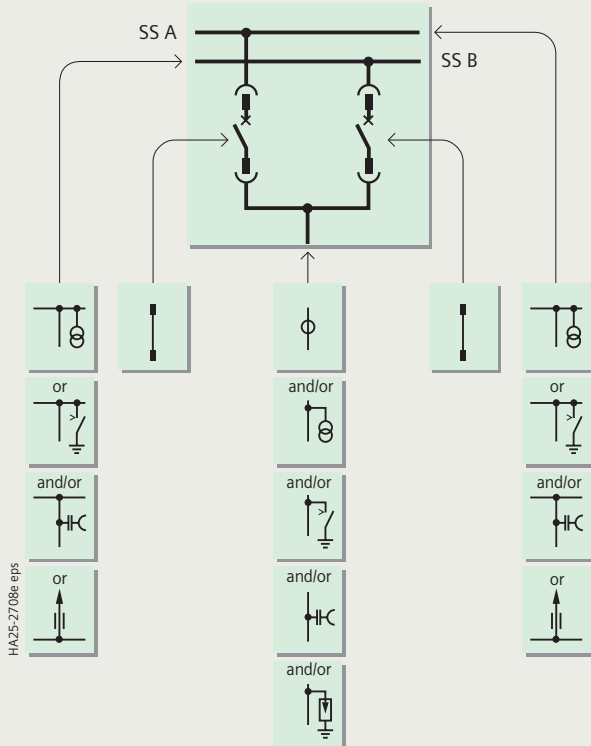 SS A
SS B
or
and/or
or
and/or
and/or
and/or
and/or
or
and/or
or
HA25-2708e eps